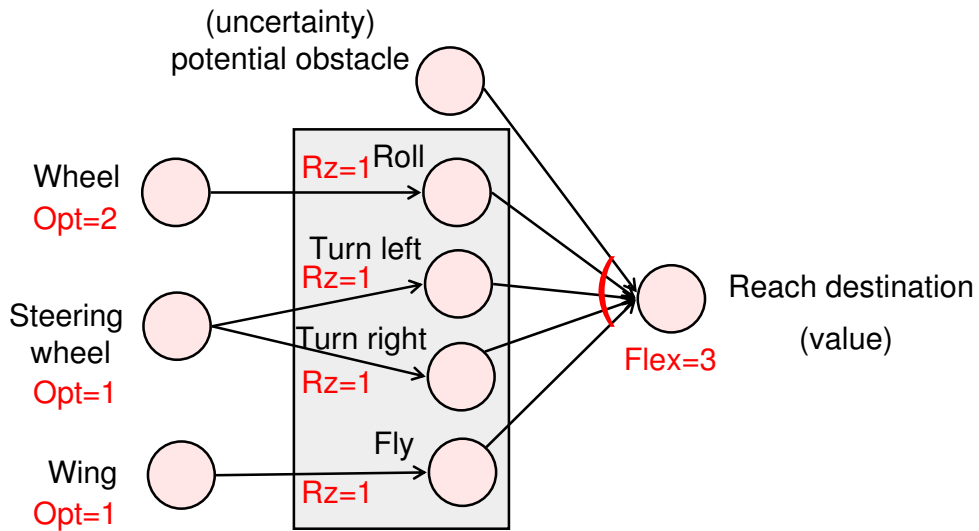 (uncertainty)
potential obstacle
Wheel
Opt=2
Rz=1
Roll
Turn left
Rz=1
Steering
wheel
Opt=1
Turn right
Rz=1
Reach destination
(value)
Flex=3
Wing
Opt=1
Fly
Rz=1